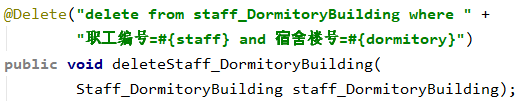 @Delete("delete from staff_DormitoryBuilding where " +
"职工编号=#{staff} and 宿舍楼号=#{dormitory}")
public void deleteStaff_DormitoryBuilding(
Staff_DormitoryBuilding staff_DormitoryBuilding);